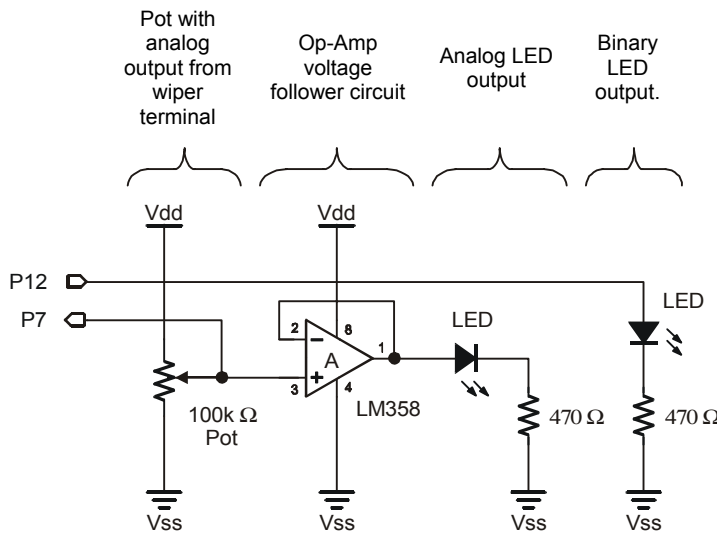 Pot with
analog
output from
wiper
terminal
Op-Amp
voltage
follower circuit
Analog LED
output
Binary
LED
output.
Vdd
Vdd
P12
P7
LED
LED
2
8
1
A
3
4
LM358
100k Ω
Pot
470 Ω
470 Ω
Vss
Vss
Vss
Vss